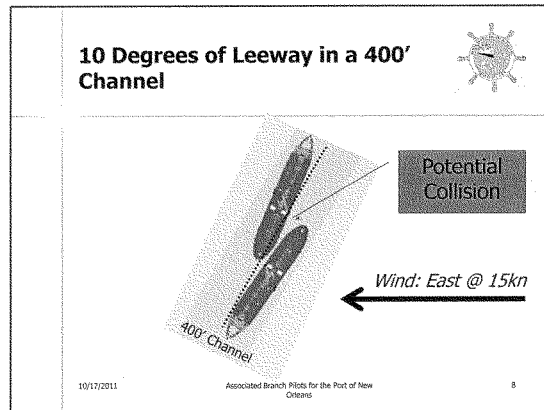 10 Degrees of Leeway in a 400'
Channel
Potential
Collision
Wind: East @ 15kn
400' Channel
10/17/2011
Associated Branch Pilots for the Port of New
Orleans
8